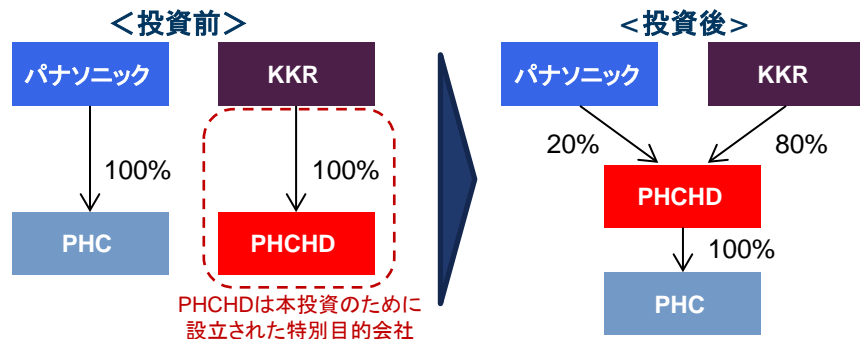 ＜投資前＞
パナソニック
KKR
100%
100%
PHC
PHCHD
PHCHDは本投資のために
設立された特別目的会社
<投資後>
パナソニック
KKR
20%
80%
PHCHD
100%
PHC